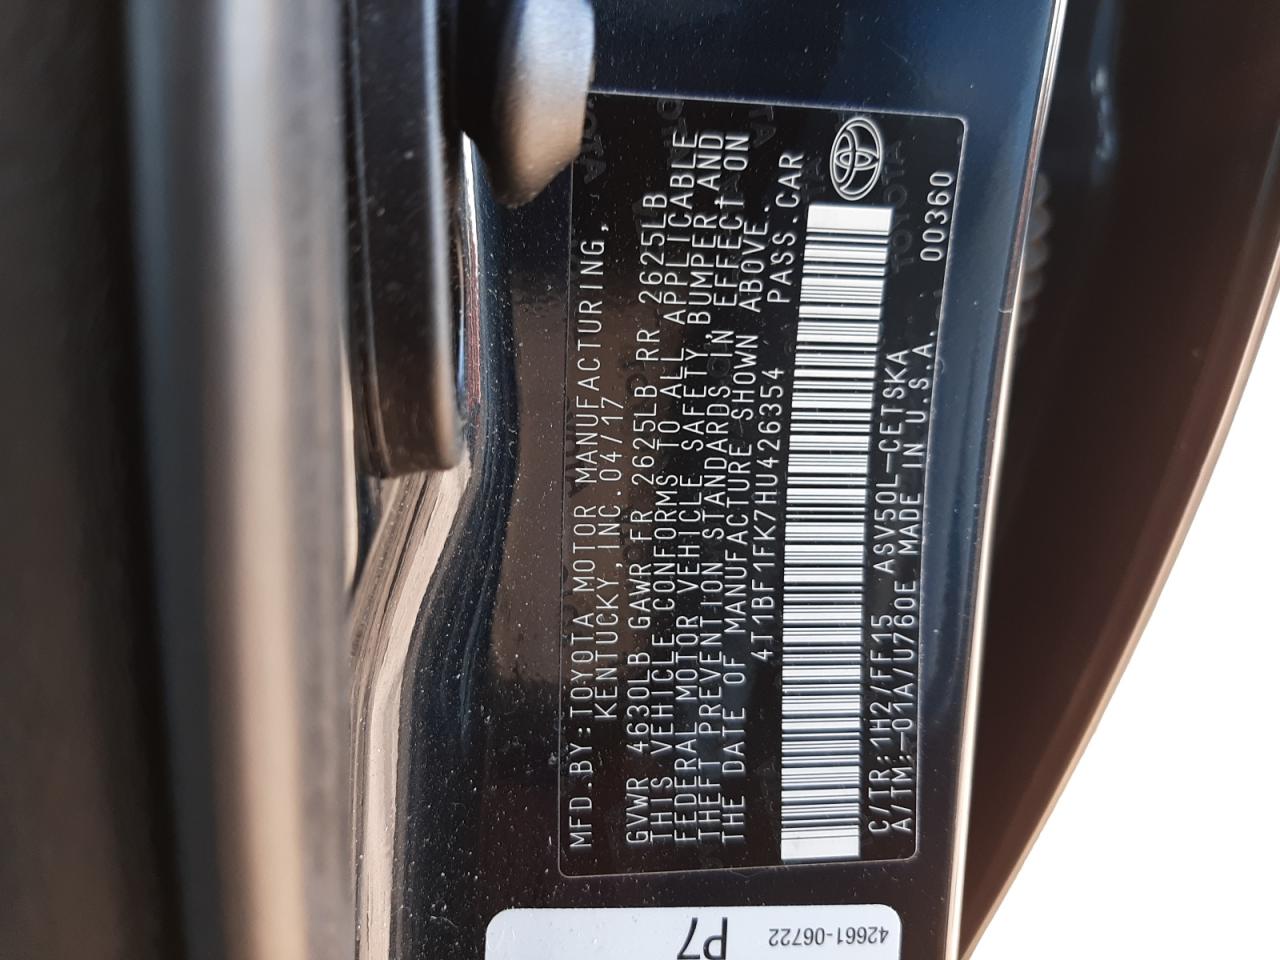 MFD.BY:TOYOTA MOTOR MANUFACTURING,
KENTUCKY,INC.04/17
GVWR 4630LB GAWR FR 2625LB RR 2625LB
THIS VEHICLE CONFORMS TO ALL APPLICABLE
FEDERAL MOTOR VEHICLE SAFETY,BUMPER,AND
THEFT PREVENTION STANDARDS IN EFFECT ON
THE DATE OF MANUFACTURE SHOWN ABOVE.
4T1BF1FK7HU426354 PASS.CAR
C/TR:1H2/FF15 ASV50L-CETSKA 00360
A/TM:-01A/U760E MADE IN U.S.A.
P7
42661-06722